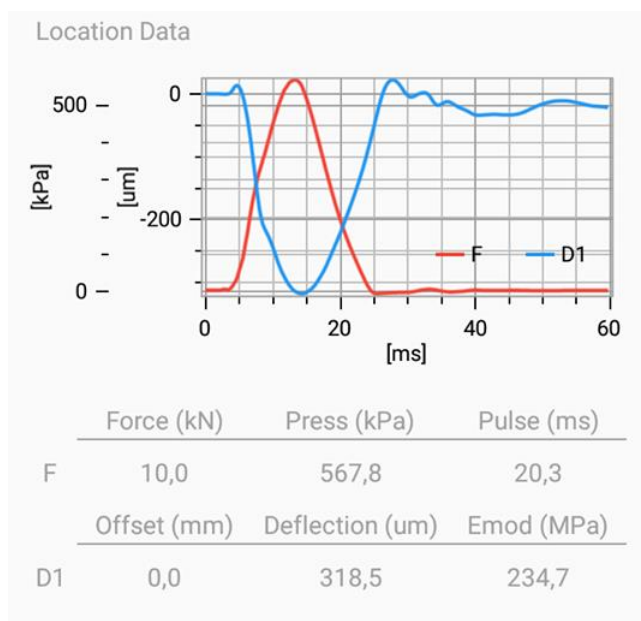 Location Data
500
0
[kPa]
0
-200
[um]
F
D1
0
20
40
60
[ms]
Force (kN) Press (kPa) Pulse (ms)
F 10,0 567,8 20,3
Offset (mm) Deflection (um) Emod (MPa)
D1 0,0 318,5 234,7